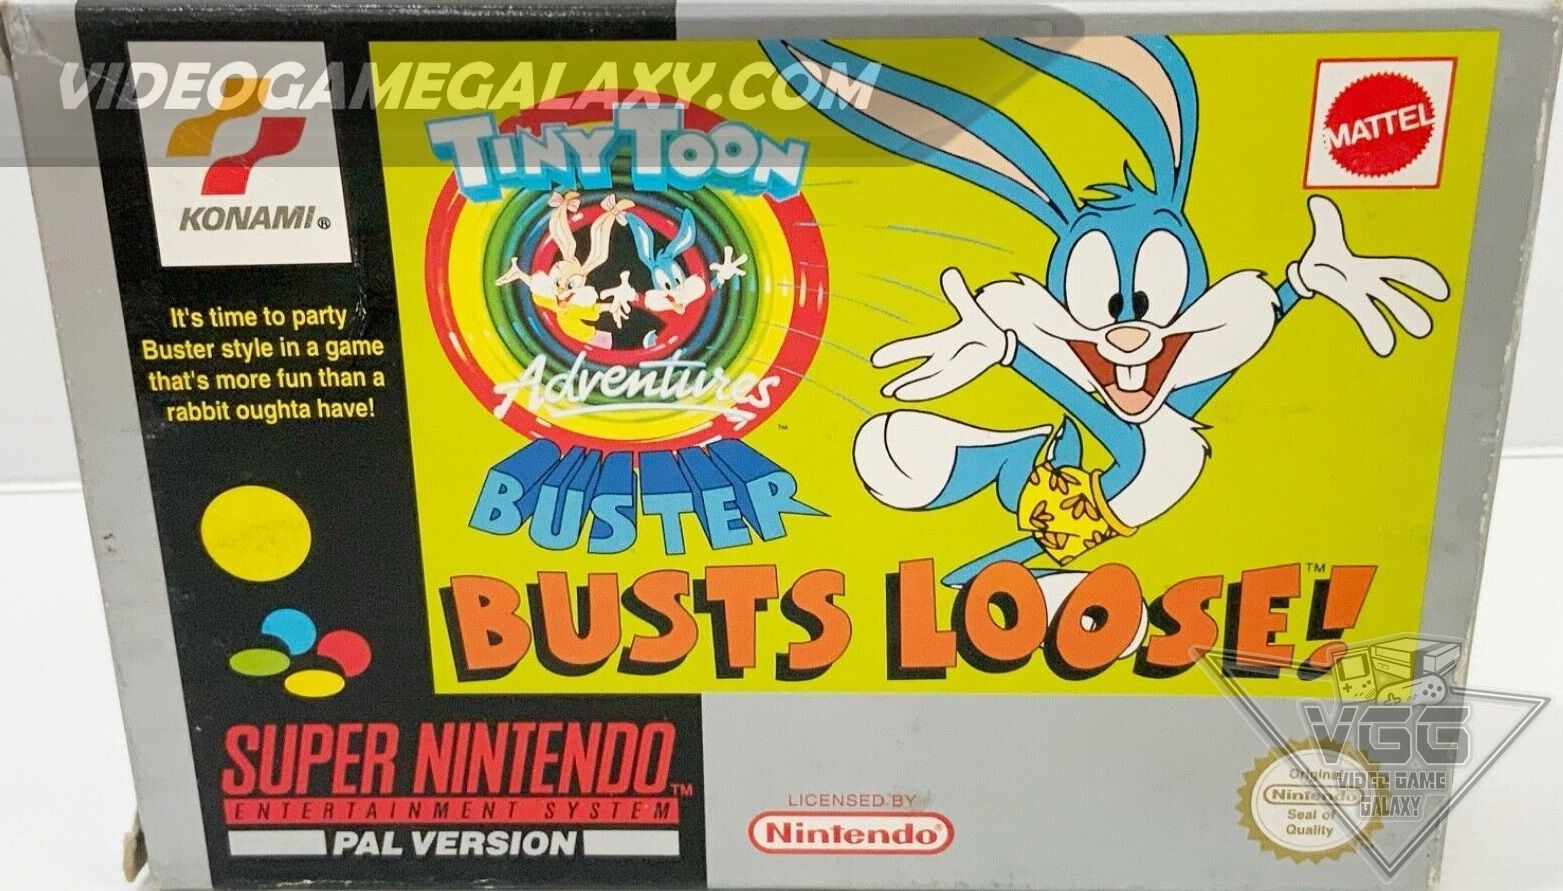 VIDEOGAMEGALAXY.COM
KONAMI®
It's time to party
Buster style in a game
that's more fun than a
rabbit oughta have!
TINY TOON
Adventures™
BUSTER
BUSTS LOOSE!™
MATTEL
SUPER NINTENDO™
ENTERTAINMENT SYSTEM
PAL VERSION
LICENSED BY
Nintendo®
Original
Nintendo
Seal of
Quality
VGG
VIDEO GAME
GALAXY